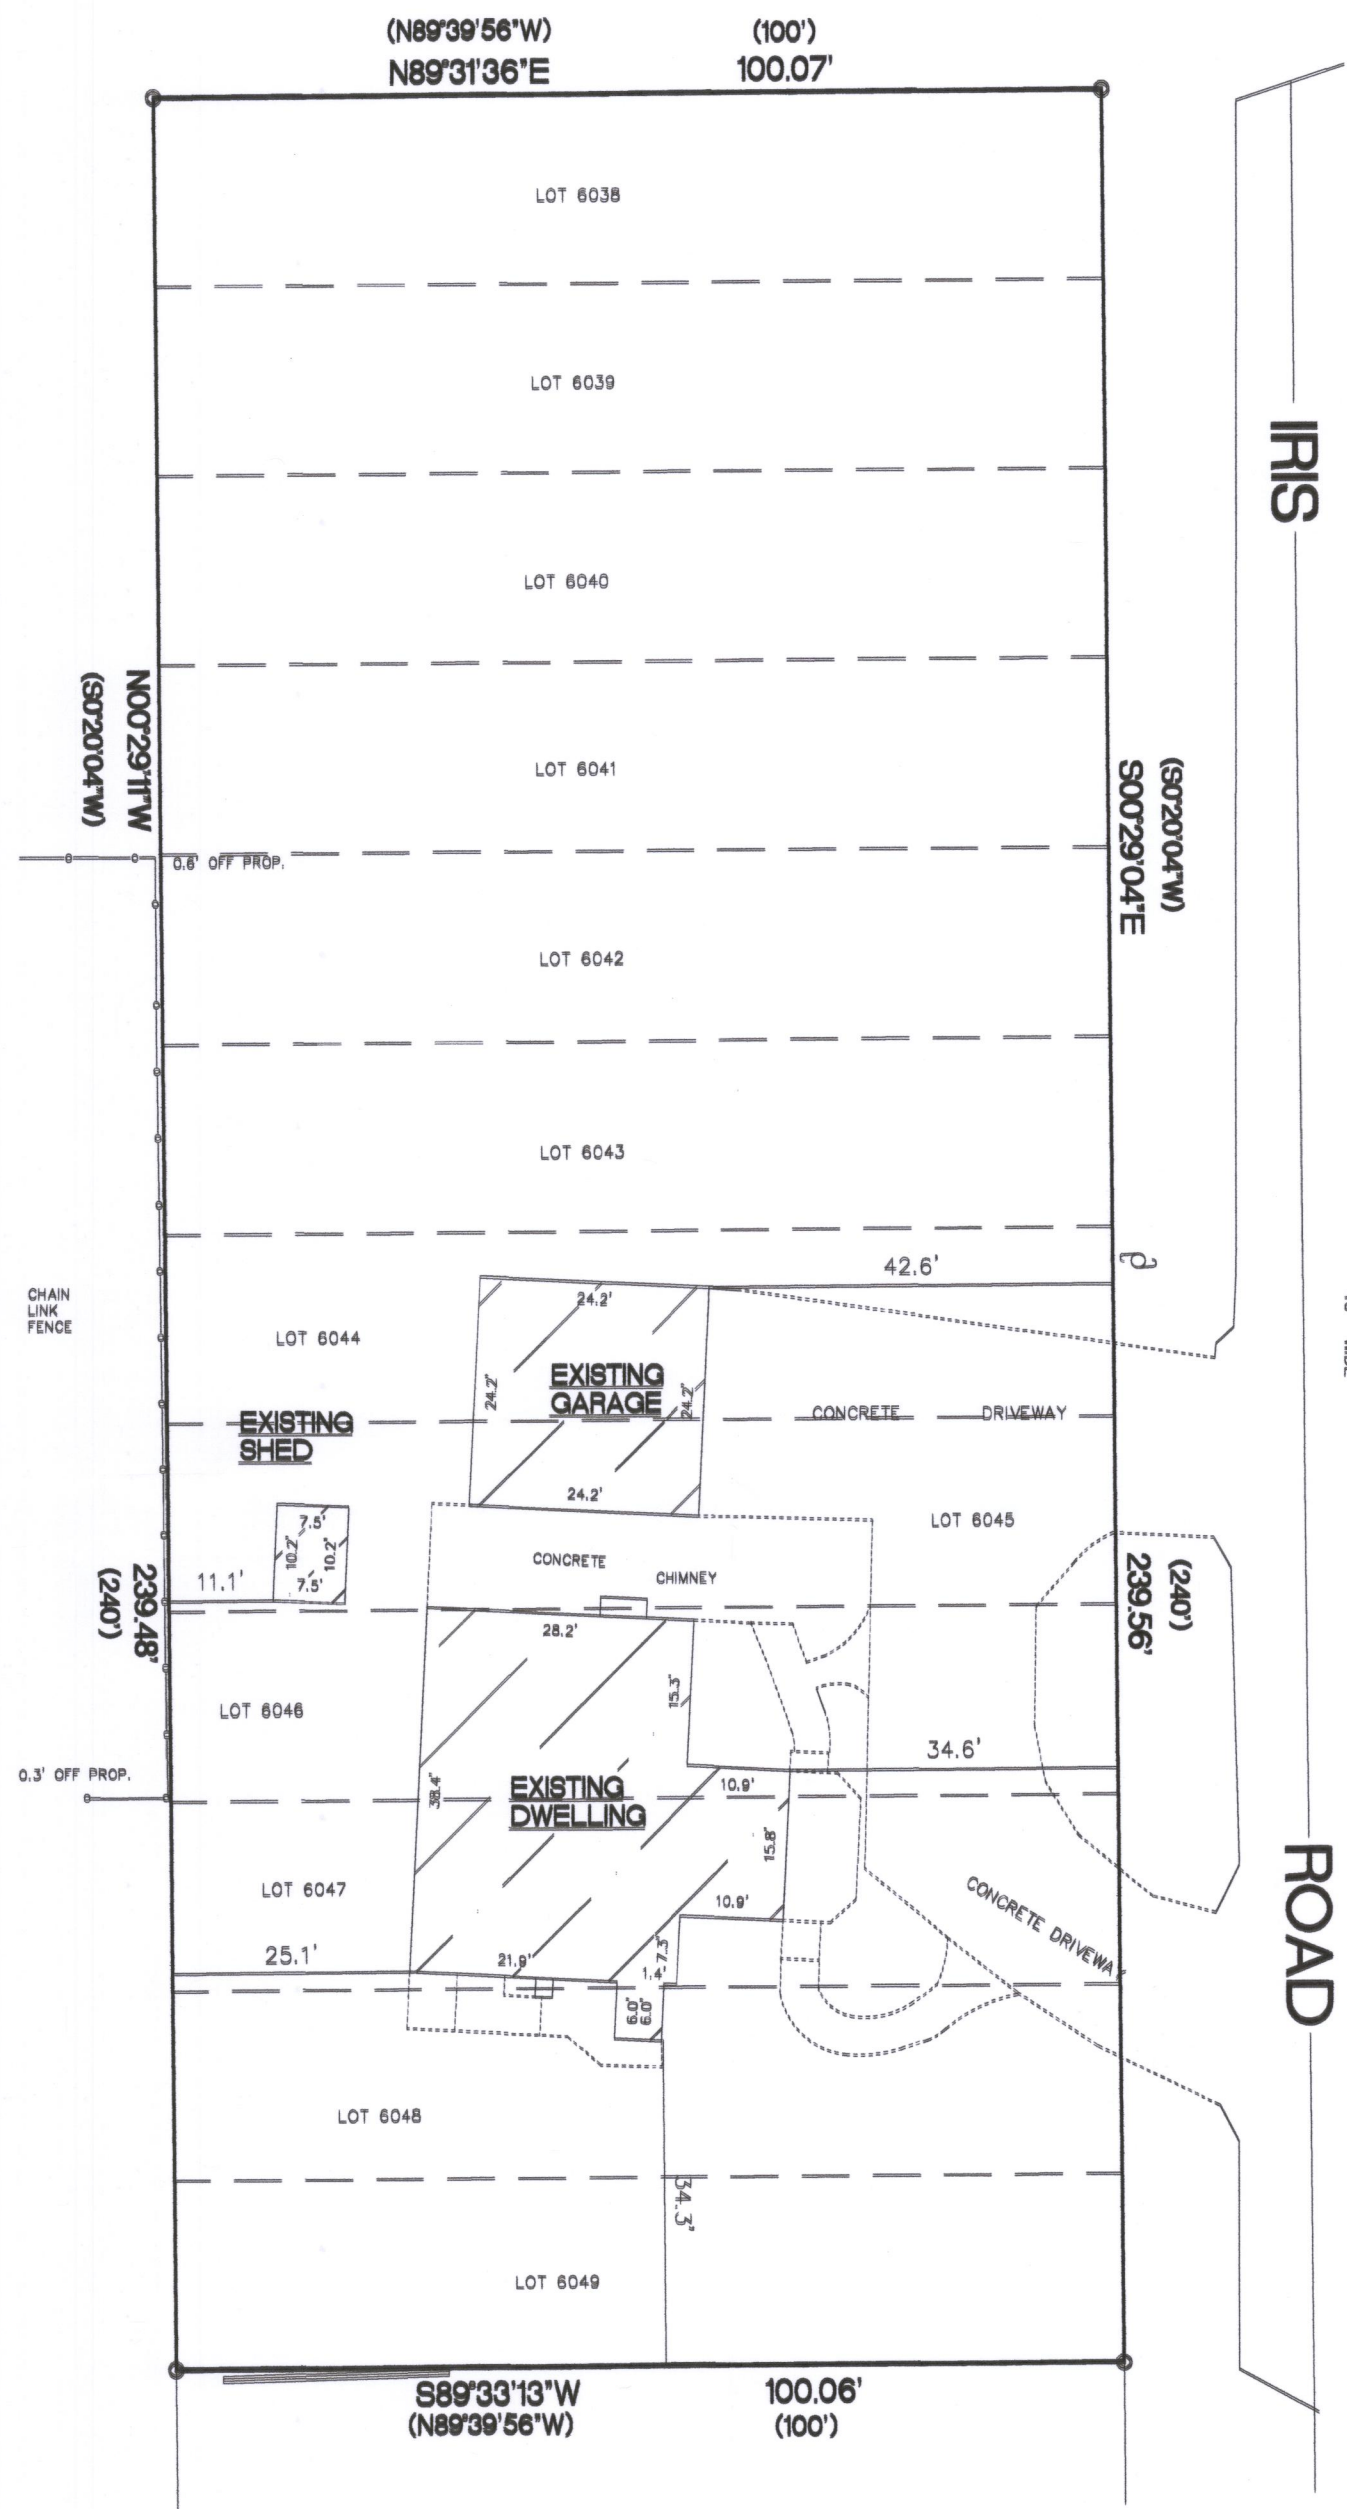 (N89°39'56"W)
(100')
N89°31'36"E
100.07'
LOT 6038
LOT 6039
IRIS
LOT 6040
N00°29'11"W
(S0°20'04"W)
LOT 6041
(S0°20'04"W)
S00°29'04"E
0.6' OFF PROP.
LOT 6042
LOT 6043
42.6'
CHAIN
LINK
FENCE
24.2'
LOT 6044
EXISTING
GARAGE
24.2'
24.2'
CONCRETE DRIVEWAY
EXISTING
SHED
24.2'
LOT 6045
7.5'
10.2'
10.2'
7.5'
11.1'
CONCRETE
CHIMNEY
239.48'
(240')
239.56'
(240')
28.2'
LOT 6046
15.3'
34.6'
0.3' OFF PROP.
38.4'
EXISTING
DWELLING
10.9'
15.8'
LOT 6047
10.9'
CONCRETE DRIVEWA
ROAD
25.1'
21.9'
7.3'
1.4'
6.0'
6.0'
LOT 6048
34.3'
LOT 6049
S89°33'13"W
100.06'
(N89°39'56"W)
(100')